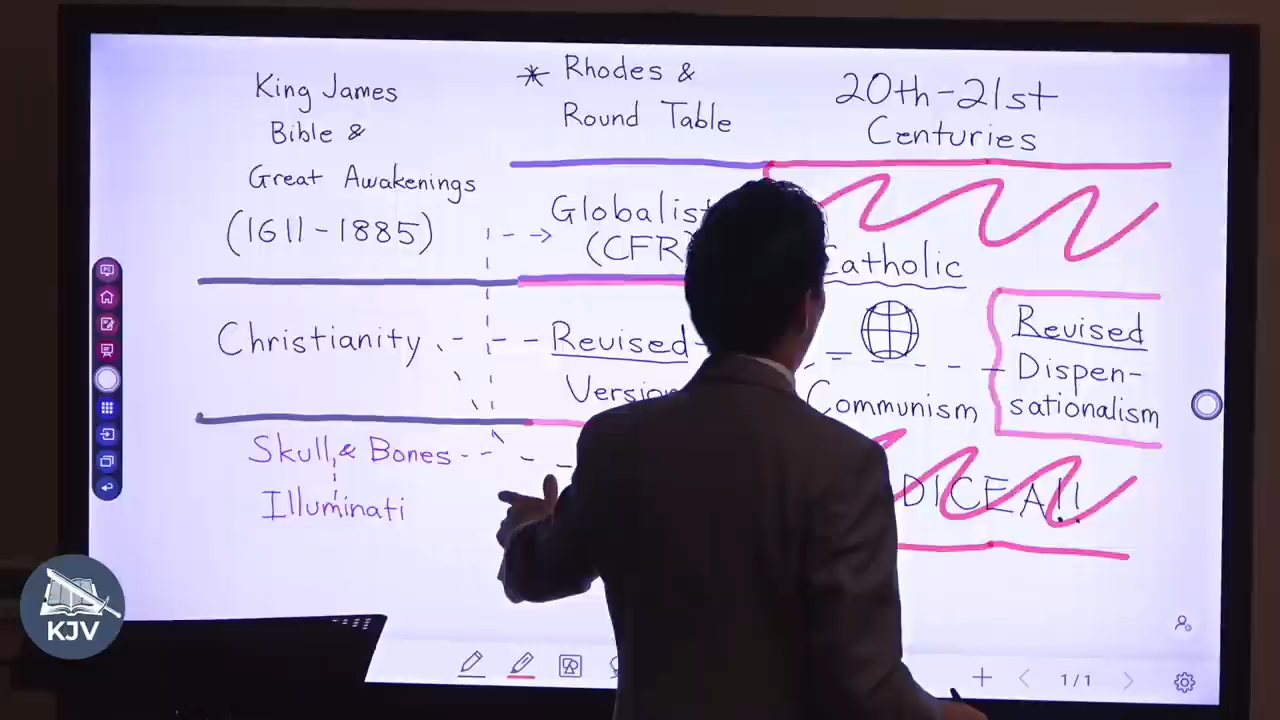 King James
Bible &
Great Awakenings
(1611-1885)
Christianity
Skull & Bones
Illuminati
* Rhodes &
Round Table
Globalist
(CFR)
Revised
Version
20th-21st
Centuries
Catholic
Communism
Revised
Dispen-
sationalism
DICEA!!
KJV
1/1